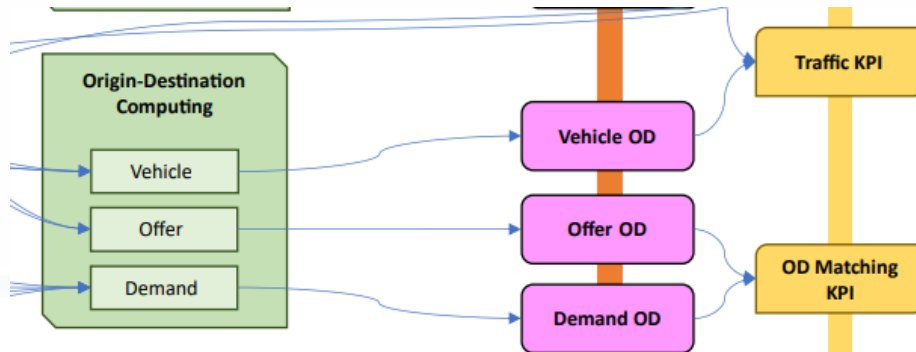 Origin-Destination
Computing
Vehicle
Offer
Demand
Vehicle OD
Offer OD
Demand OD
Traffic KPI
OD Matching
KPI